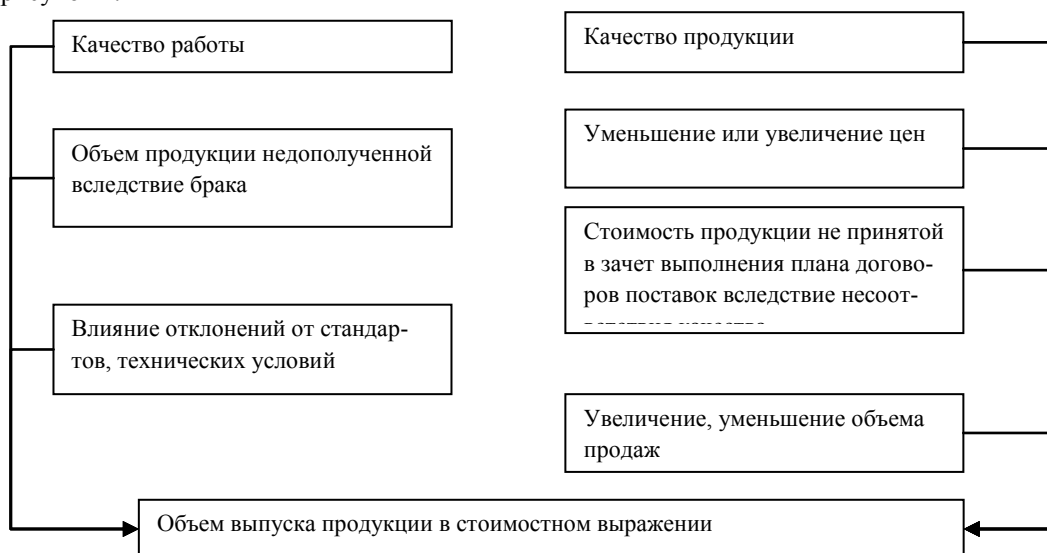 Качество работы
Объем продукции недополученной
вследствие брака
Влияние отклонений от стандар-
тов, технических условий
Качество продукции
Уменьшение или увеличение цен
Стоимость продукции не принятой
в зачет выполнения плана догово-
ров поставок вследствие несоот-
Увеличение, уменьшение объема
продаж
Объем выпуска продукции в стоимостном выражении